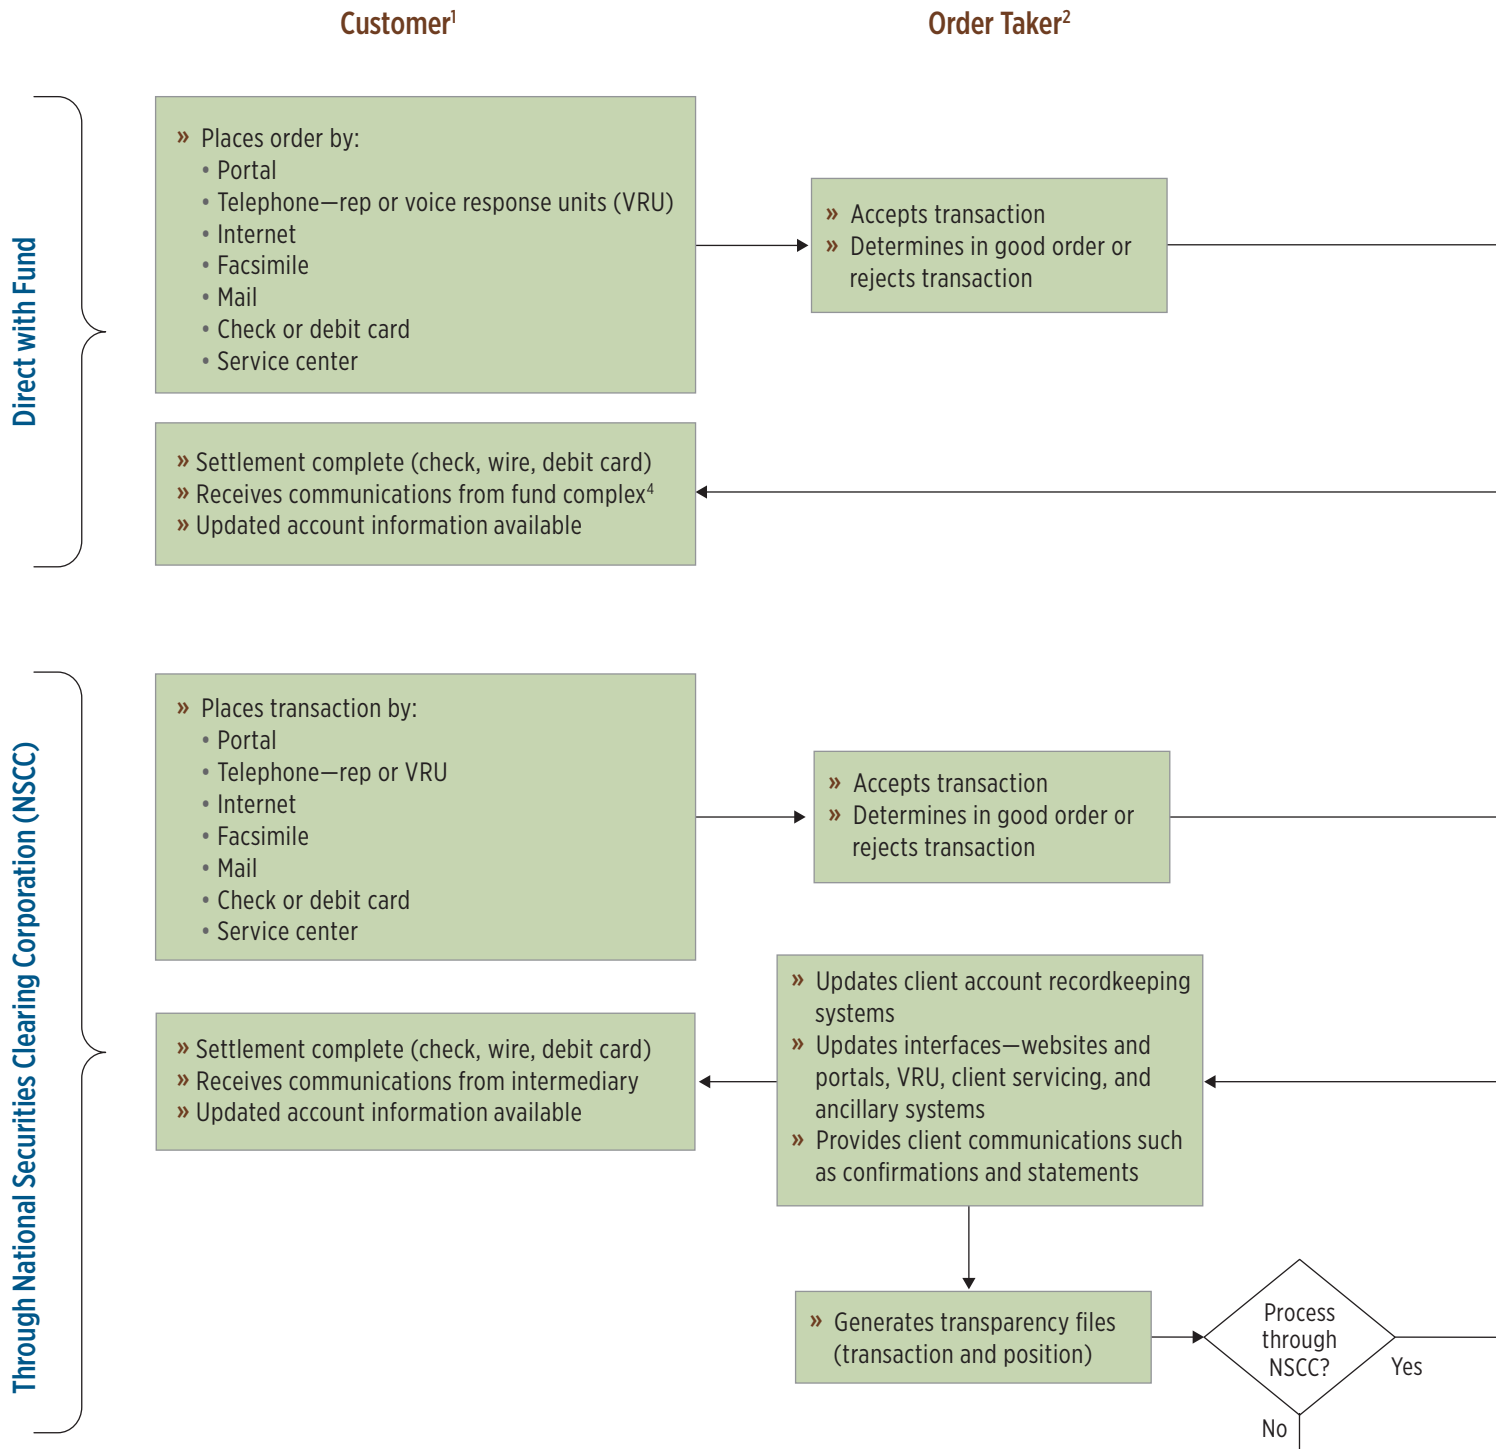 Customer¹
Order Taker²
Direct with Fund
» Places order by:
• Portal
• Telephone—rep or voice response units (VRU)
• Internet
• Facsimile
• Mail
• Check or debit card
• Service center
» Accepts transaction
» Determines in good order or
rejects transaction
» Settlement complete (check, wire, debit card)
» Receives communications from fund complex⁴
» Updated account information available
Through National Securities Clearing Corporation (NSCC)
» Places transaction by:
• Portal
• Telephone—rep or VRU
• Internet
• Facsimile
• Mail
• Check or debit card
• Service center
» Accepts transaction
» Determines in good order or
rejects transaction
» Updates client account recordkeeping
systems
» Updates interfaces—websites and
portals, VRU, client servicing, and
ancillary systems
» Provides client communications such
as confirmations and statements
» Settlement complete (check, wire, debit card)
» Receives communications from intermediary
» Updated account information available
» Generates transparency files
(transaction and position)
Process
through
NSCC?
Yes
No